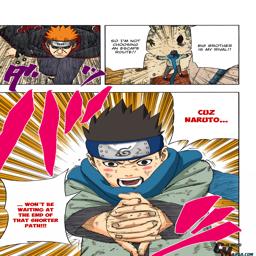 SO I'M NOT
CHOOSING
AN ESCAPE
ROUTE!!
BIG BROTHER
IS MY RIVAL!!
CUZ
NARUTO...
... WON'T BE
WAITING AT
THE END OF
THAT SHORTER
PATH!!!